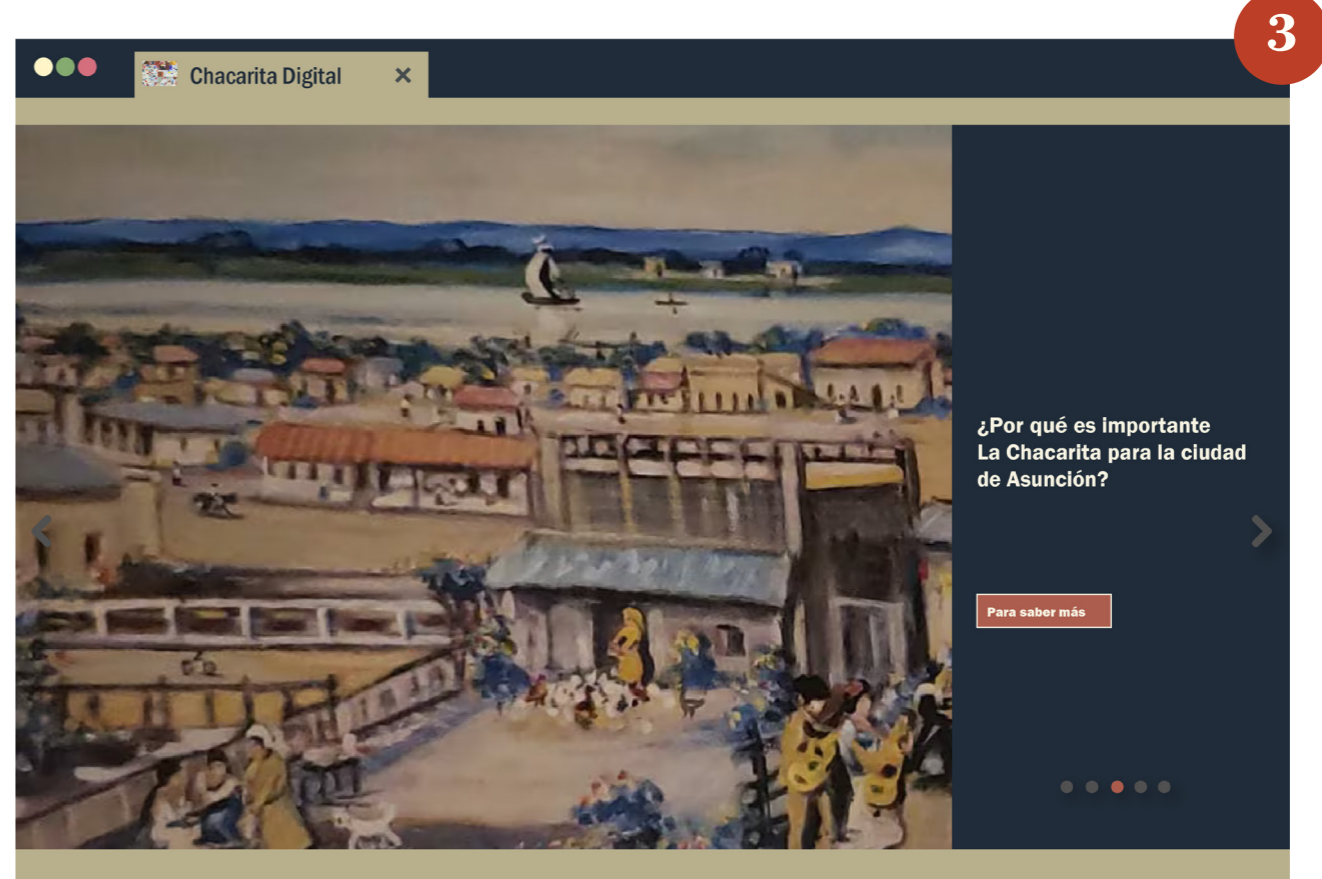 3
Chacarita Digital
¿Por qué es importante
La Chacarita para la ciudad
de Asunción?
Para saber más